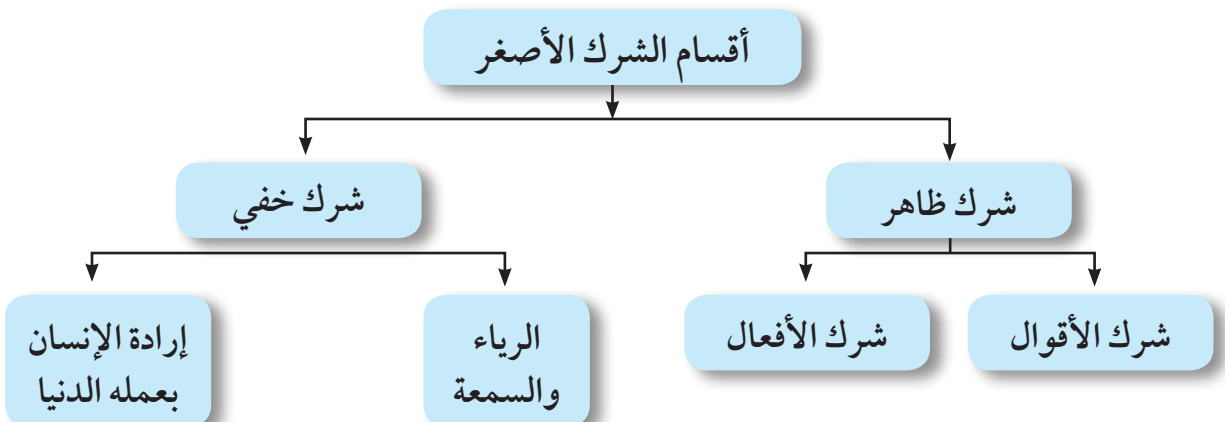 أقسام الشرك الأصغر
شرك ظاهر
شرك خفي
شرك الأقوال
شرك الأفعال
الرياء
والسمعة
إرادة الإنسان
بعمله الدنيا